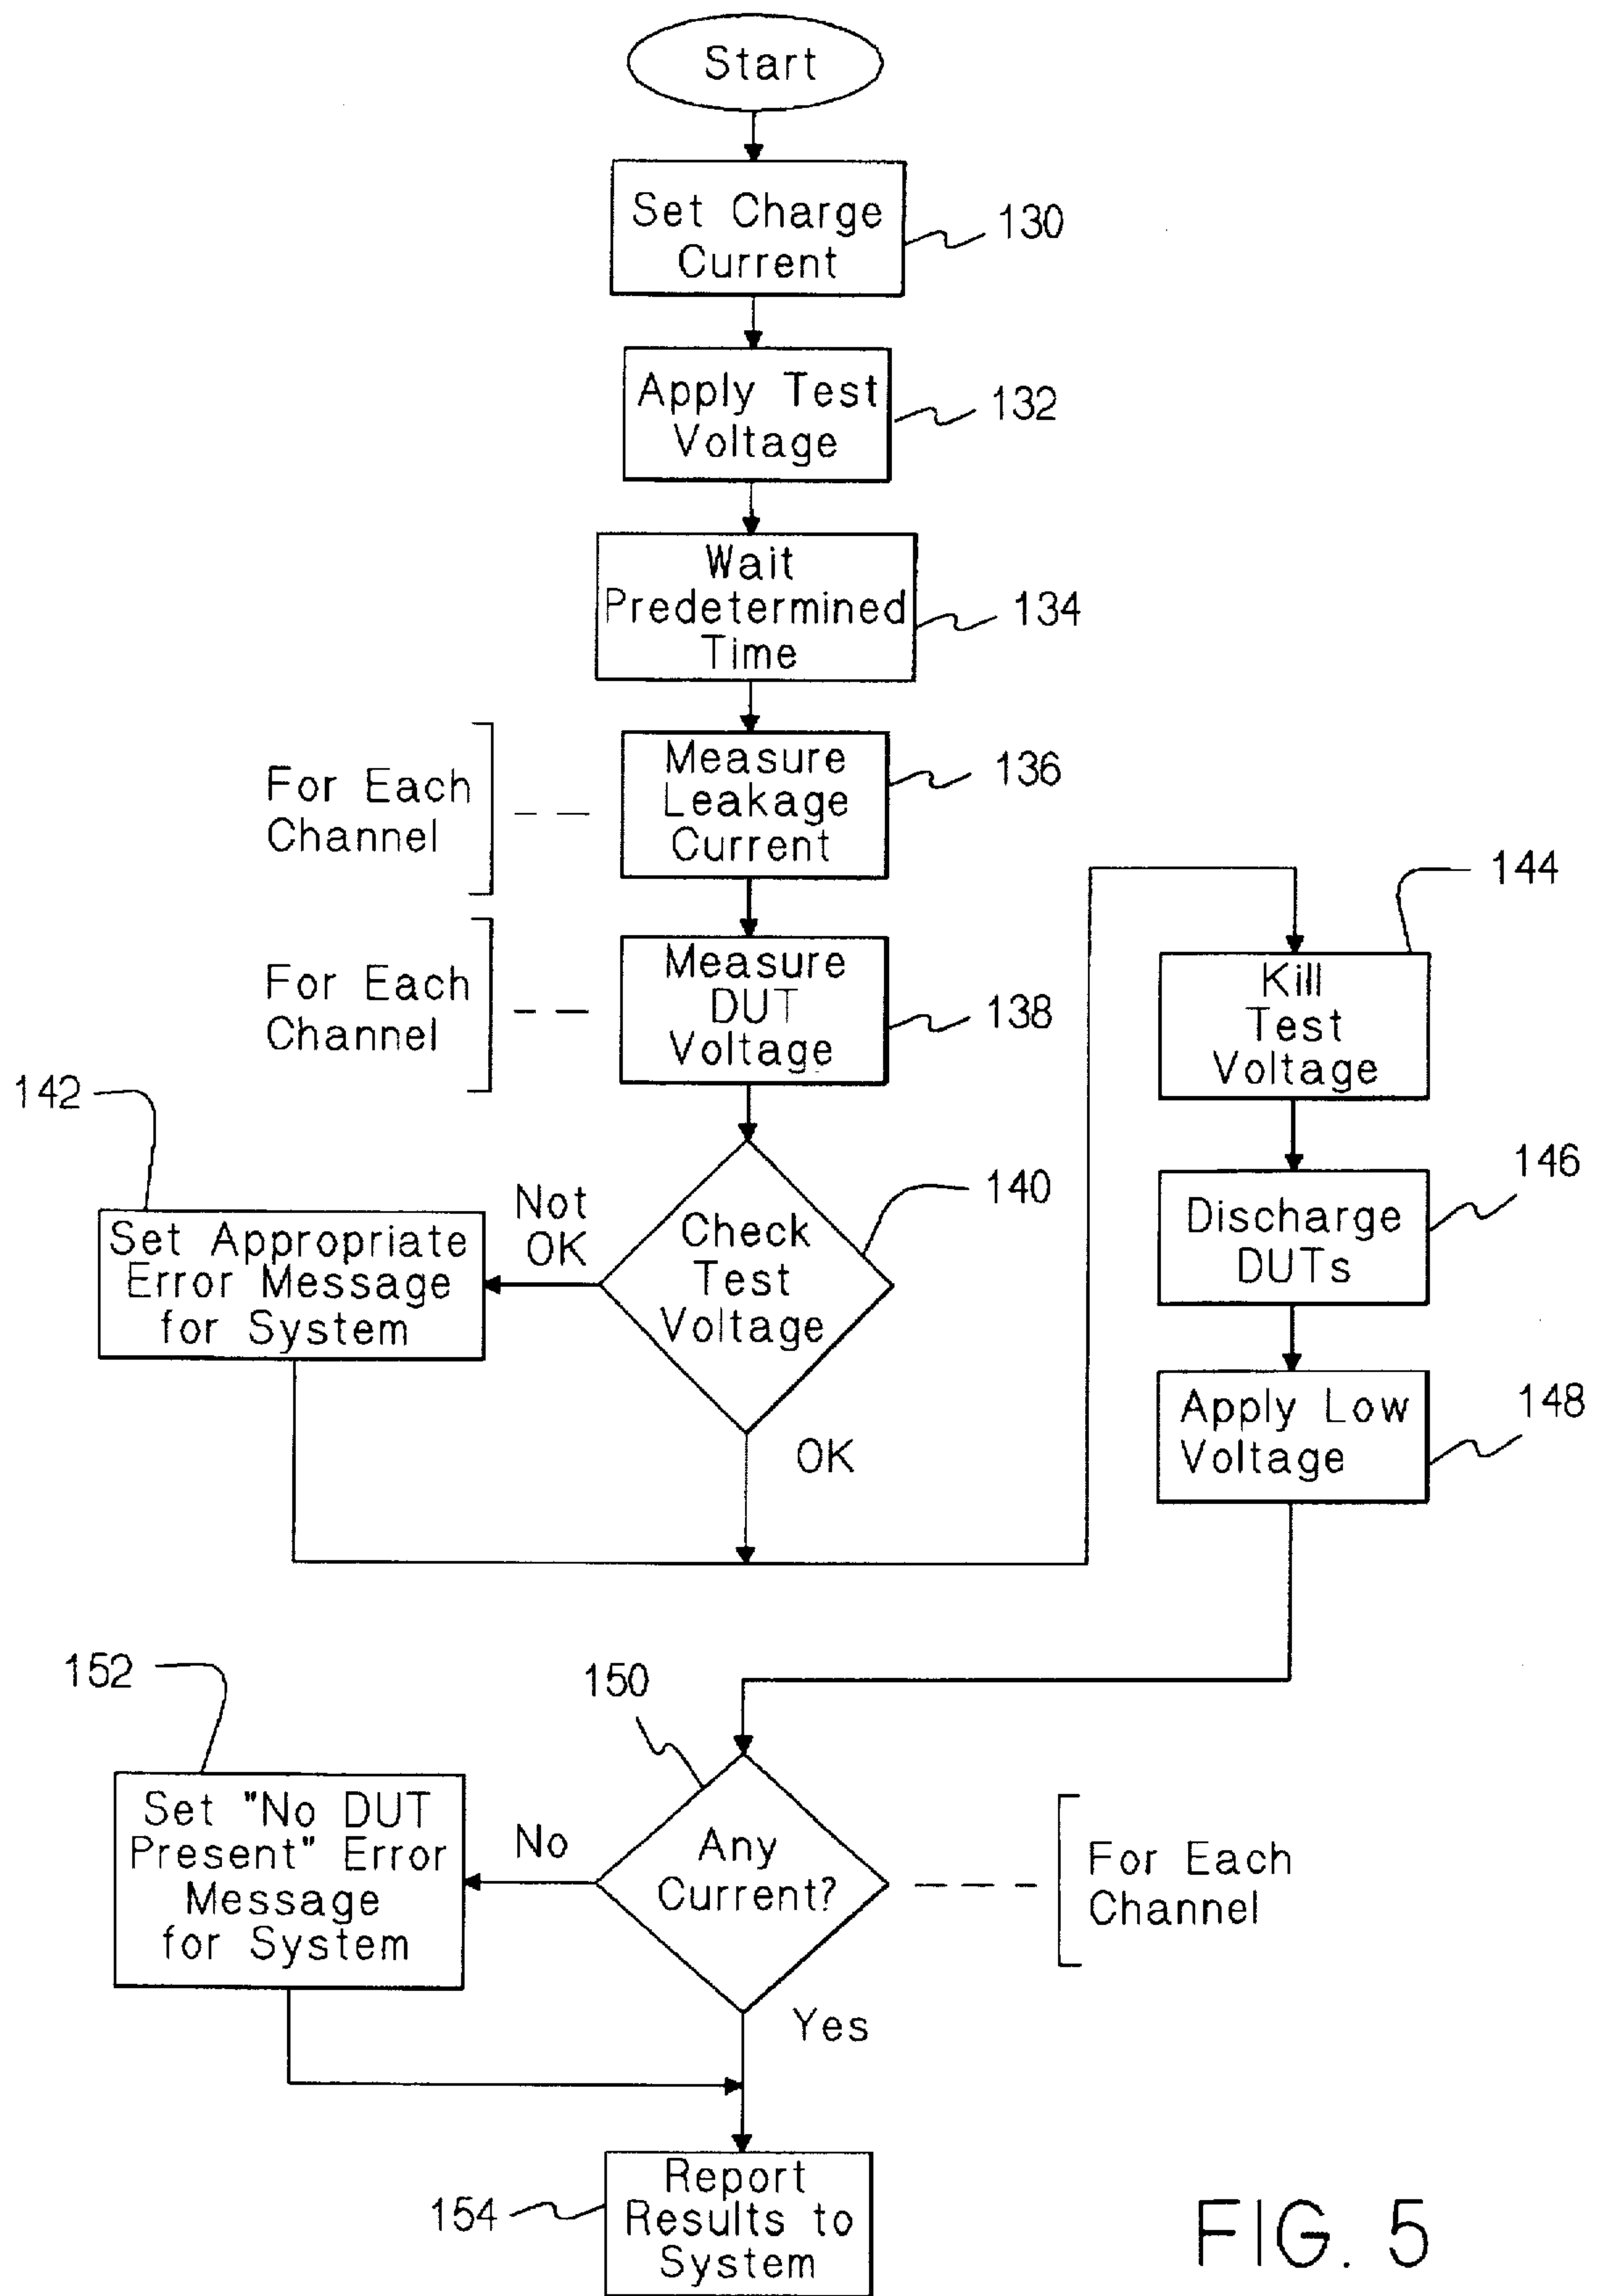 Start
Set Charge
Current
130
Apply Test
Voltage
132
Wait
Predetermined
Time
134
For Each
Channel
Measure
Leakage
Current
136
For Each
Channel
Measure
DUT
Voltage
138
142
Set Appropriate
Error Message
for System
Not
OK
Check
Test
Voltage
140
OK
144
Kill
Test
Voltage
146
Discharge
DUTs
148
Apply Low
Voltage
152
Set "No DUT
Present" Error
Message
for System
No
150
Any
Current?
For Each
Channel
Yes
154
Report
Results to
System
FIG. 5